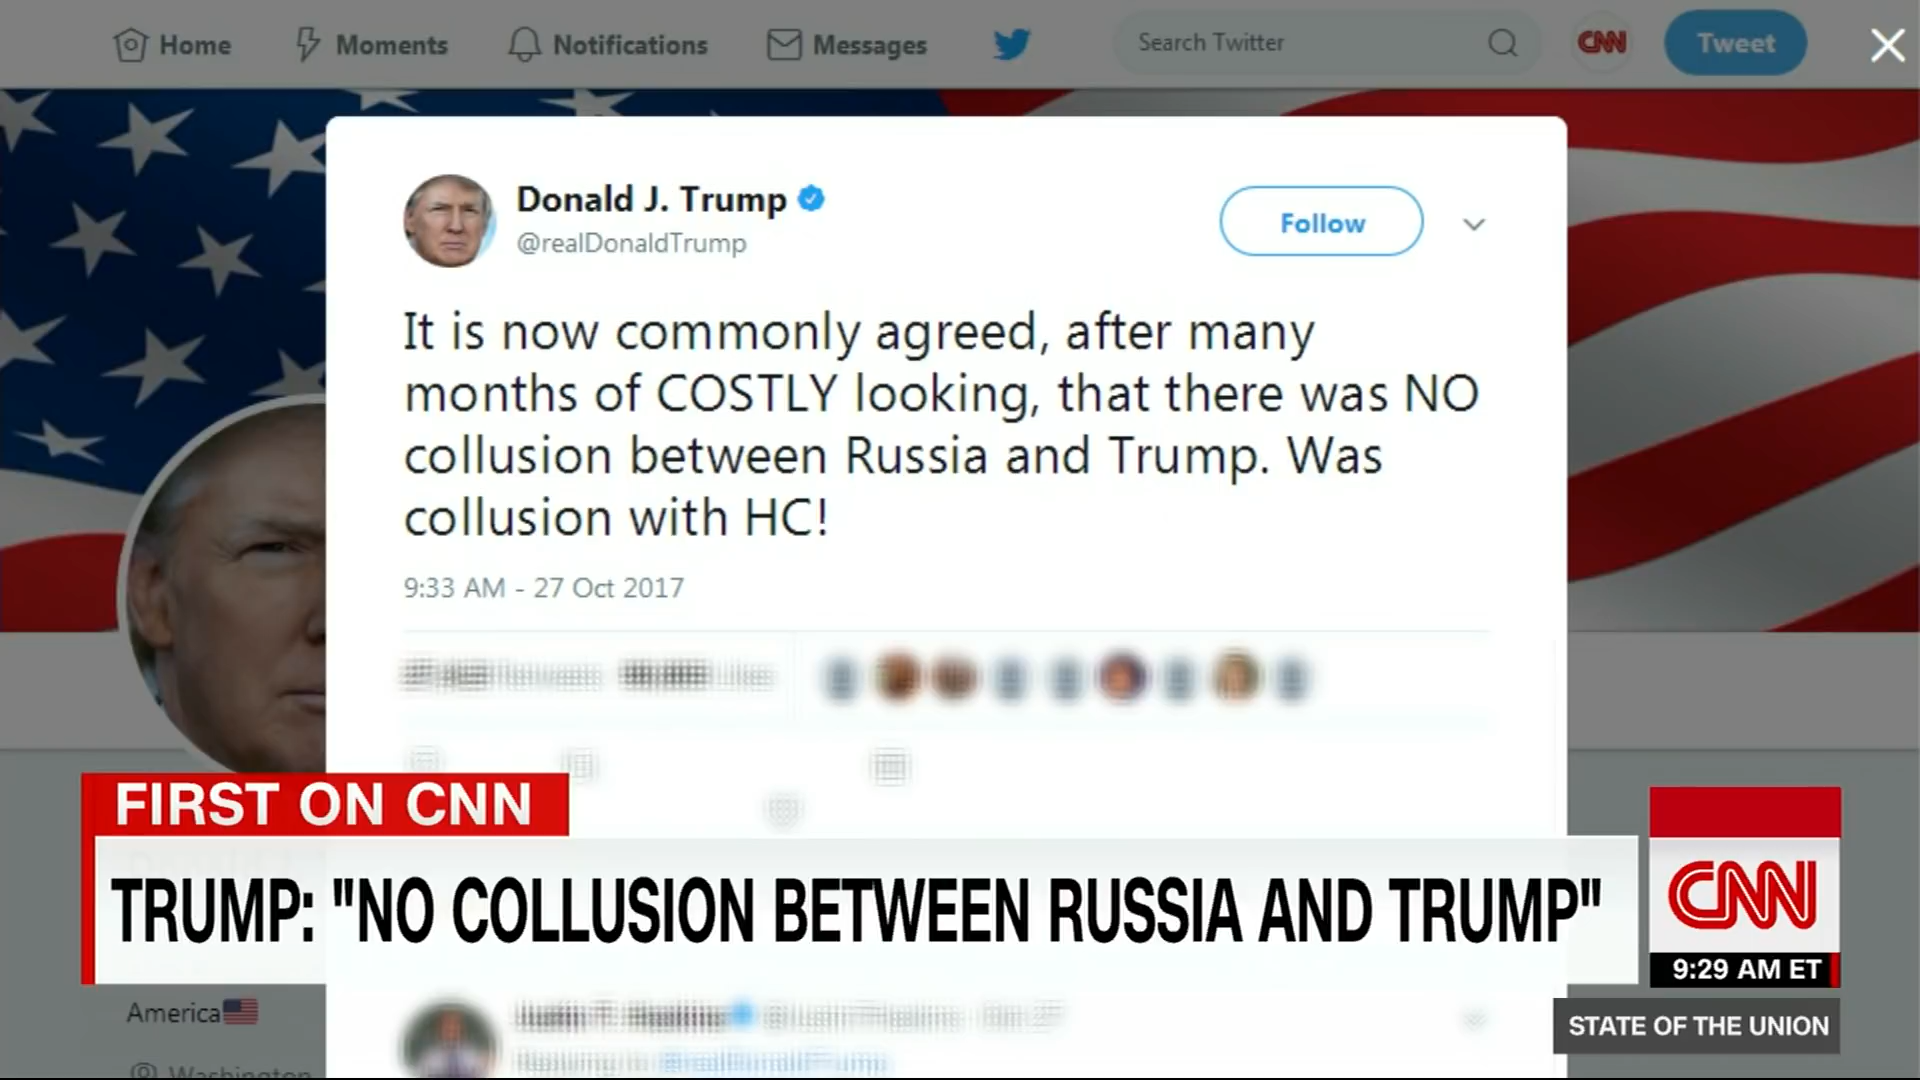 Home
Moments
Notifications
Messages
Search Twitter
CNN
Tweet
Donald J. Trump
@realDonaldTrump
Follow
It is now commonly agreed, after many
months of COSTLY looking, that there was NO
collusion between Russia and Trump. Was
collusion with HC!
9:33 AM - 27 Oct 2017
FIRST ON CNN
TRUMP: "NO COLLUSION BETWEEN RUSSIA AND TRUMP"
CNN
9:29 AM ET
STATE OF THE UNION
America
Washington